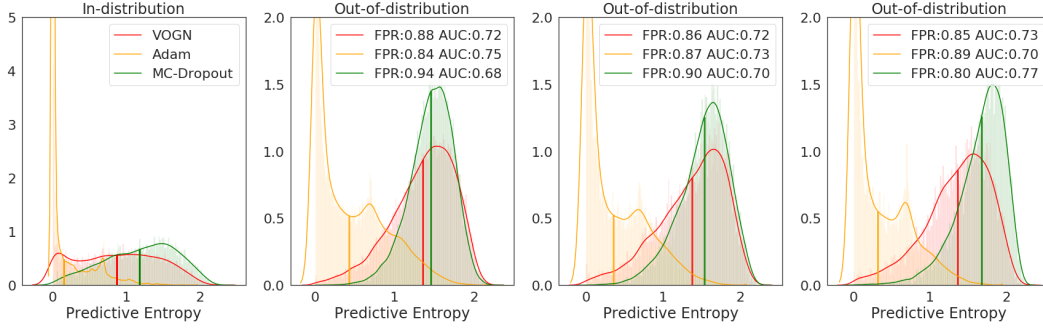 In-distribution
5
4
3
2
1
0
0 1 2
Predictive Entropy
VOGN
Adam
MC-Dropout
Out-of-distribution
2.0
1.5
1.0
0.5
0.0
0 1 2
Predictive Entropy
FPR:0.88 AUC:0.72
FPR:0.84 AUC:0.75
FPR:0.94 AUC:0.68
Out-of-distribution
2.0
1.5
1.0
0.5
0.0
0 1 2
Predictive Entropy
FPR:0.86 AUC:0.72
FPR:0.87 AUC:0.73
FPR:0.90 AUC:0.70
Out-of-distribution
2.0
1.5
1.0
0.5
0.0
0 1 2
Predictive Entropy
FPR:0.85 AUC:0.73
FPR:0.89 AUC:0.70
FPR:0.80 AUC:0.77